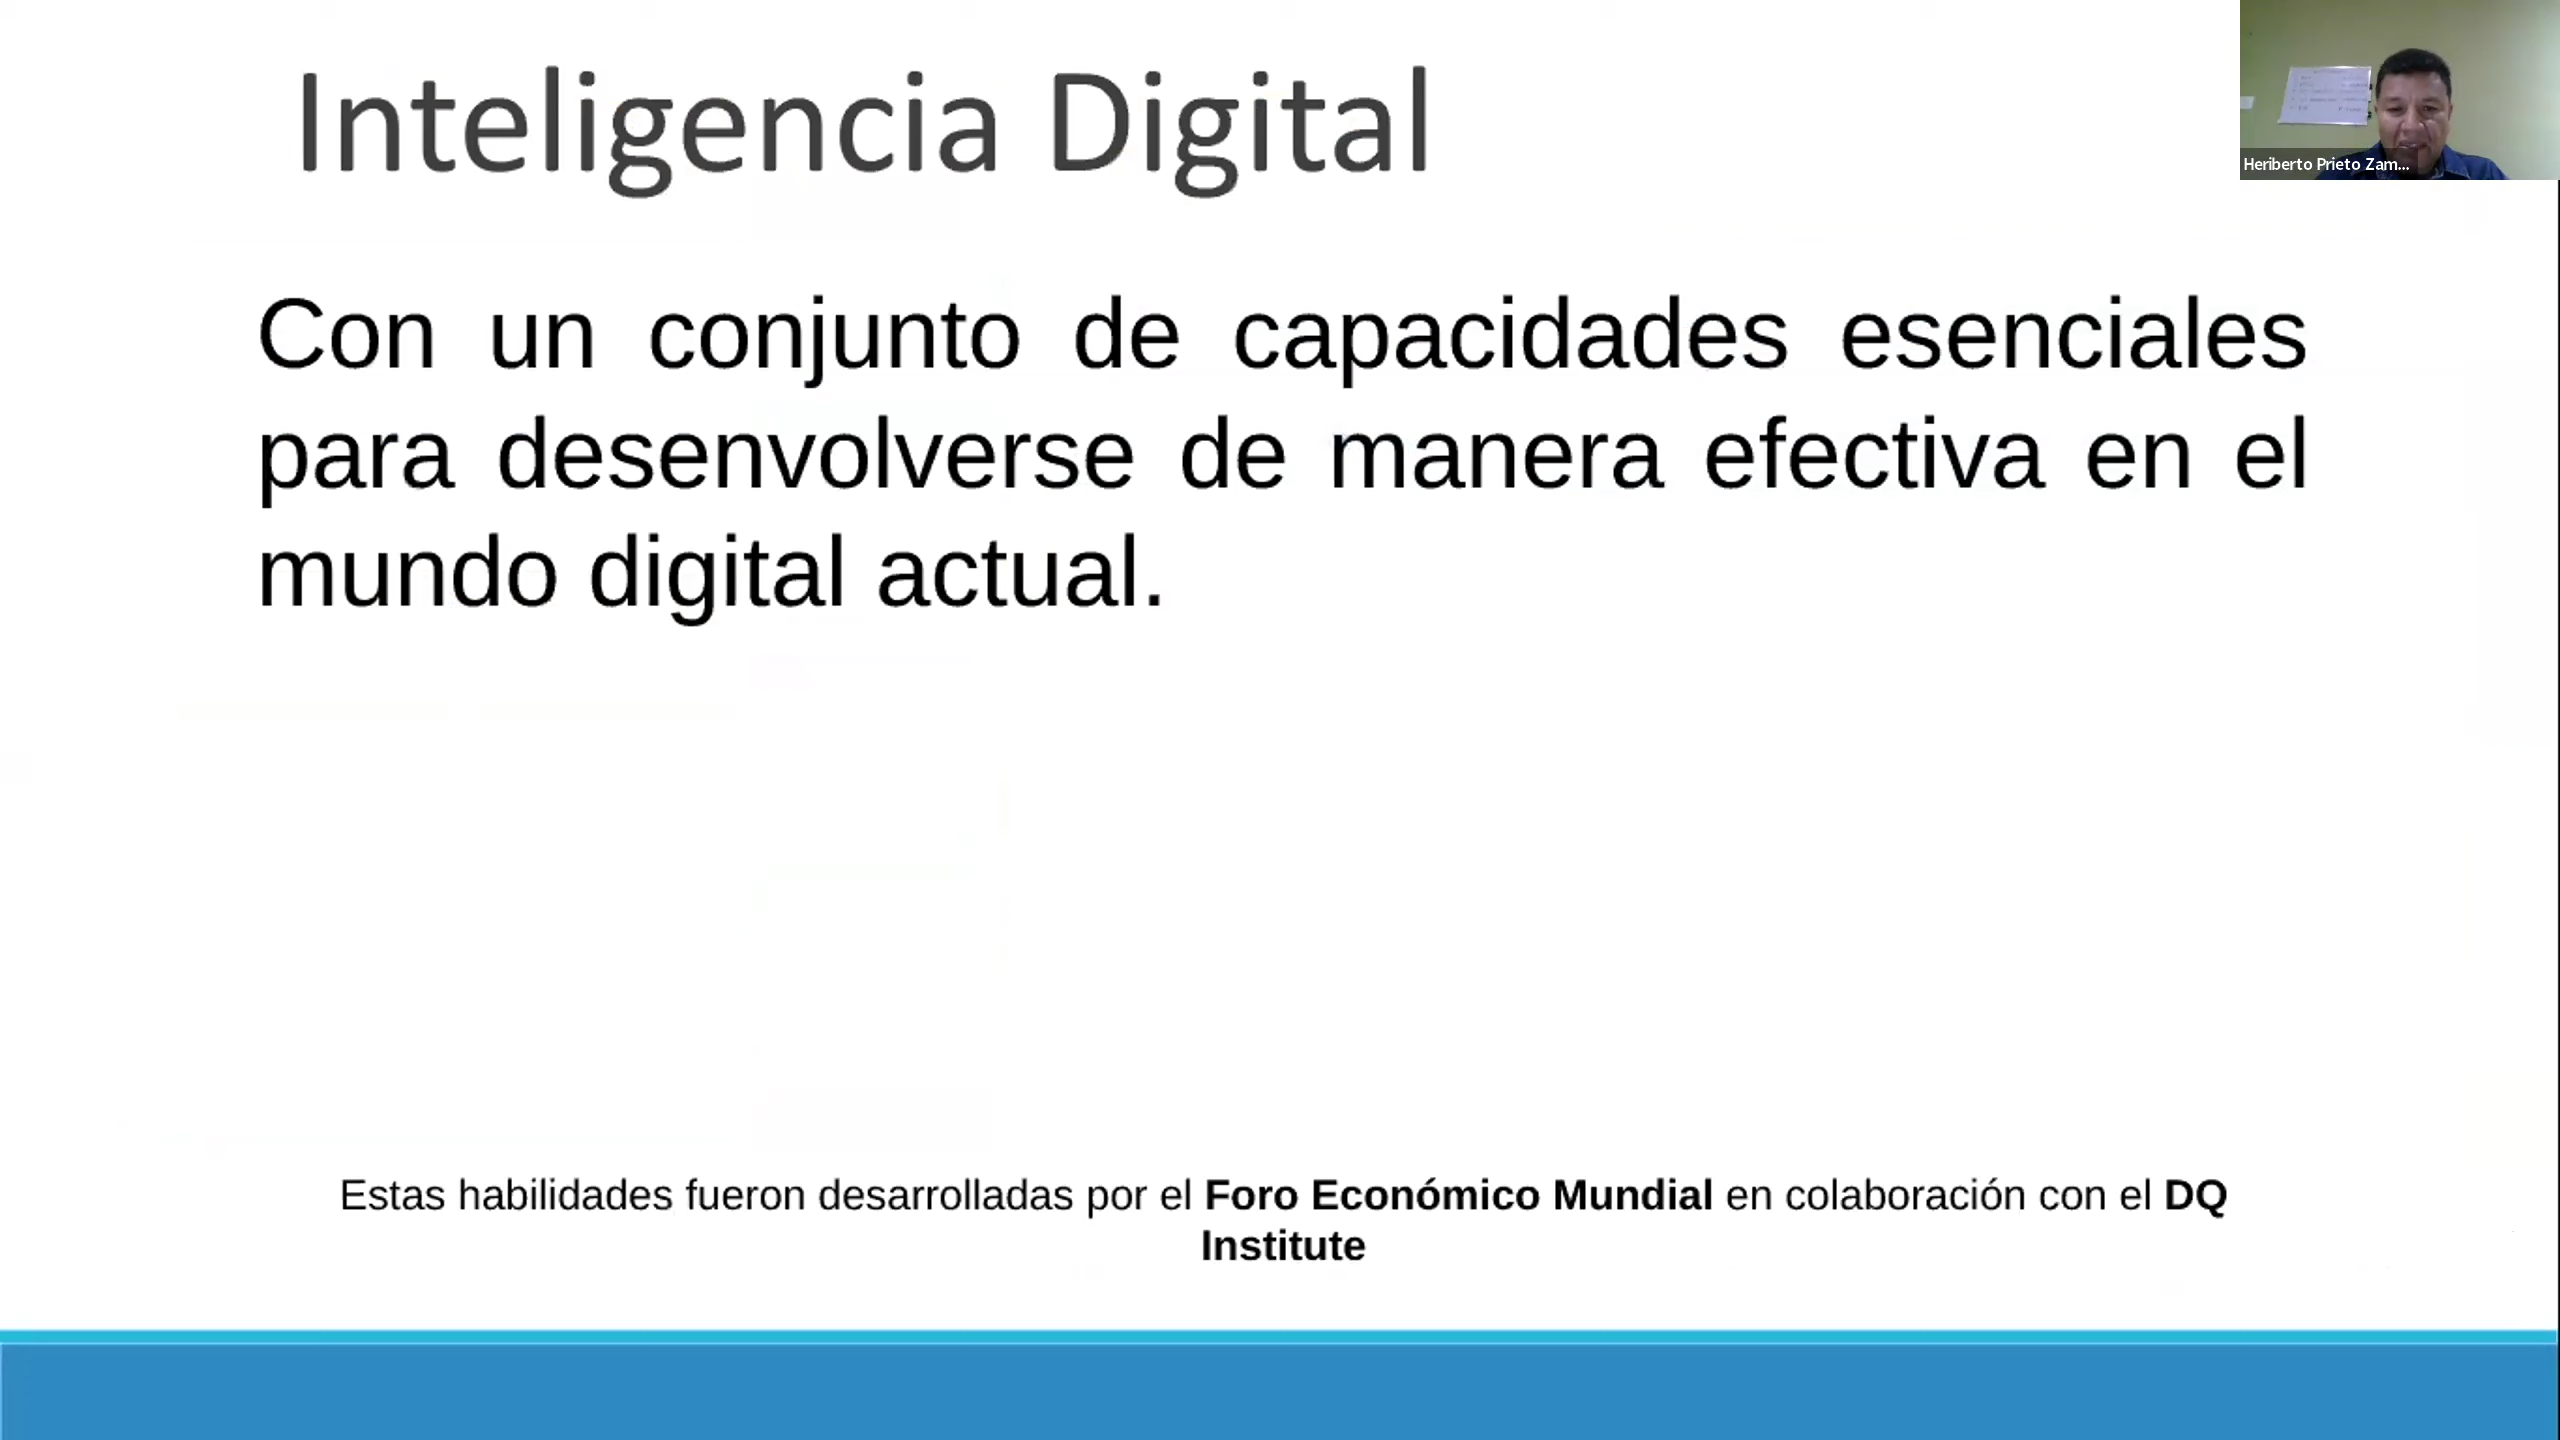 Inteligencia Digital
Heriberto Prieto Zam...
Con un conjunto de capacidades esenciales
para desenvolverse de manera efectiva en el
mundo digital actual.
Estas habilidades fueron desarrolladas por el Foro Económico Mundial en colaboración con el DQ
Institute